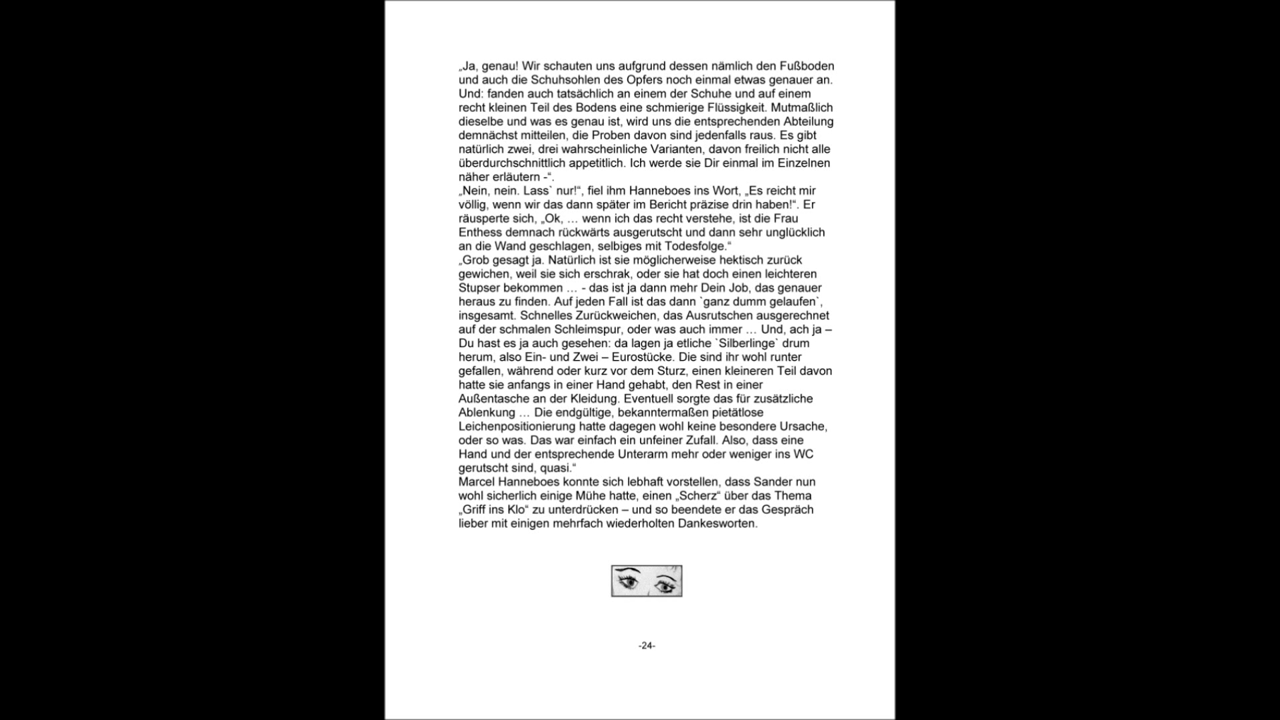 „Ja, genau! Wir schauten uns aufgrund dessen nämlich den Fußboden
und auch die Schuhsohlen des Opfers noch einmal etwas genauer an.
Und: fanden auch tatsächlich an einem der Schuhe und auf einem
recht kleinen Teil des Bodens eine schmierige Flüssigkeit. Mutmaßlich
dieselbe und was es genau ist, wird uns die entsprechenden Abteilung
demnächst mitteilen, die Proben davon sind jedenfalls raus. Es gibt
natürlich zwei, drei wahrscheinliche Varianten, davon freilich nicht alle
überdurchschnittlich appetitlich. Ich werde sie Dir einmal im Einzelnen
näher erläutern -“.
„Nein, nein. Lass` nur!“, fiel ihm Hanneboes ins Wort, „Es reicht mir
völlig, wenn wir das dann später im Bericht präzise drin haben!“. Er
räusperte sich, „Ok, … wenn ich das recht verstehe, ist die Frau
Enthess demnach rückwärts ausgerutscht und dann sehr unglücklich
an die Wand geschlagen, selbiges mit Todesfolge.“
„Grob gesagt ja. Natürlich ist sie möglicherweise hektisch zurück
gewichen, weil sie sich erschrak, oder sie hat doch einen leichteren
Stupser bekommen … - das ist ja dann mehr Dein Job, das genauer
heraus zu finden. Auf jeden Fall ist das dann `ganz dumm gelaufen`,
insgesamt. Schnelles Zurückweichen, das Ausrutschen ausgerechnet
auf der schmalen Schleimspur, oder was auch immer … Und, ach ja –
Du hast es ja auch gesehen: da lagen ja etliche `Silberlinge` drum
herum, also Ein- und Zwei – Eurostücke. Die sind ihr wohl runter
gefallen, während oder kurz vor dem Sturz, einen kleineren Teil davon
hatte sie anfangs in einer Hand gehabt, den Rest in einer
Außentasche an der Kleidung. Eventuell sorgte das für zusätzliche
Ablenkung … Die endgültige, bekanntermaßen pietätlose
Leichenpositionierung hatte dagegen wohl keine besondere Ursache,
oder so was. Das war einfach ein unfeiner Zufall. Also, dass eine
Hand und der entsprechende Unterarm mehr oder weniger ins WC
gerutscht sind, quasi.“
Marcel Hanneboes konnte sich lebhaft vorstellen, dass Sander nun
wohl sicherlich einige Mühe hatte, einen „Scherz“ über das Thema
„Griff ins Klo“ zu unterdrücken – und so beendete er das Gespräch
lieber mit einigen mehrfach wiederholten Dankesworten.
-24-